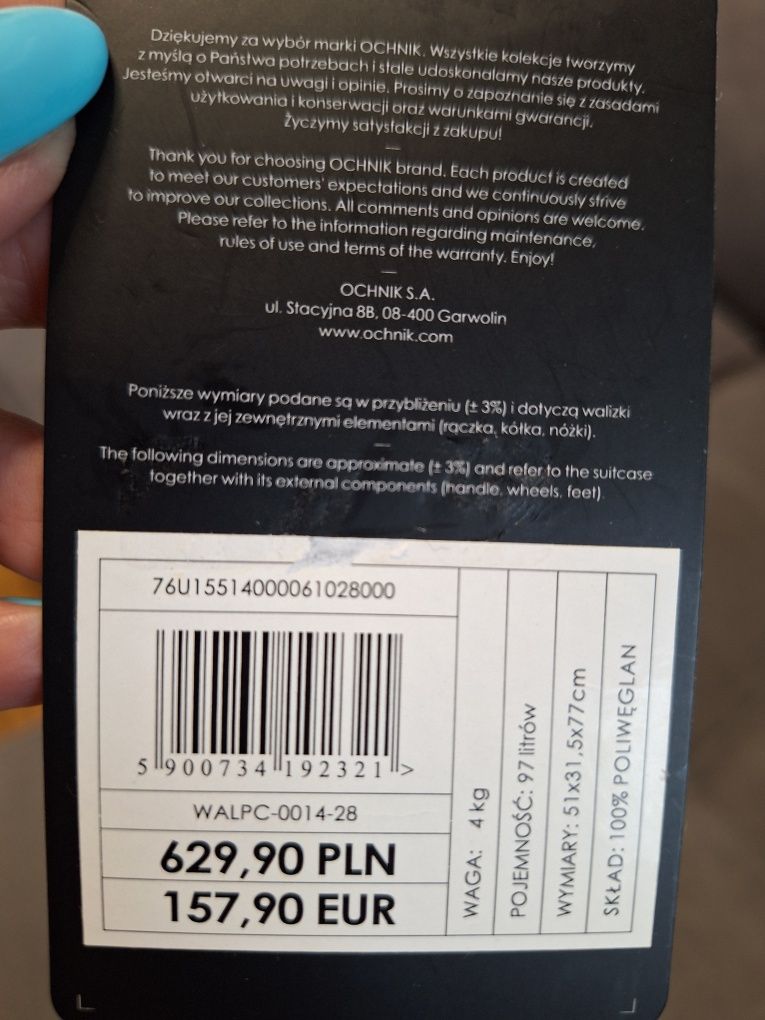 Dziękujemy za wybór marki OCHNIK. Wszystkie kolekcje tworzymy
z myślą o Państwa potrzebach i stale udoskonalamy nasze produkty.
Jesteśmy otwarci na uwagi i opinie. Prosimy o zapoznanie się z zasadami
użytkowania i konserwacji oraz warunkami gwarancji.
Życzymy satysfakcji z zakupu!
Thank you for choosing OCHNIK brand. Each product is created
to meet our customers' expectations and we continuously strive
to improve our collections. All comments and opinions are welcome.
Please refer to the information regarding maintenance,
rules of use and terms of the warranty. Enjoy!
OCHNIK S.A.
ul. Stacyjna 8B, 08-400 Garwolin
www.ochnik.com
Poniższe wymiary podane są w przybliżeniu (± 3%) i dotyczą walizki
wraz z jej zewnętrznymi elementami (rączka, kółka, nóżki).
The following dimensions are approximate (± 3%) and refer to the suitcase
together with its external components (handle, wheels, feet).
76U15514000061028000
5 900734 192321 >
WALPC-0014-28
629,90 PLN
157,90 EUR
WAGA: 4 kg
POJEMNOŚĆ: 97 litrów
WYMIARY: 51x31,5x77cm
SKŁAD: 100% POLIWĘGLAN